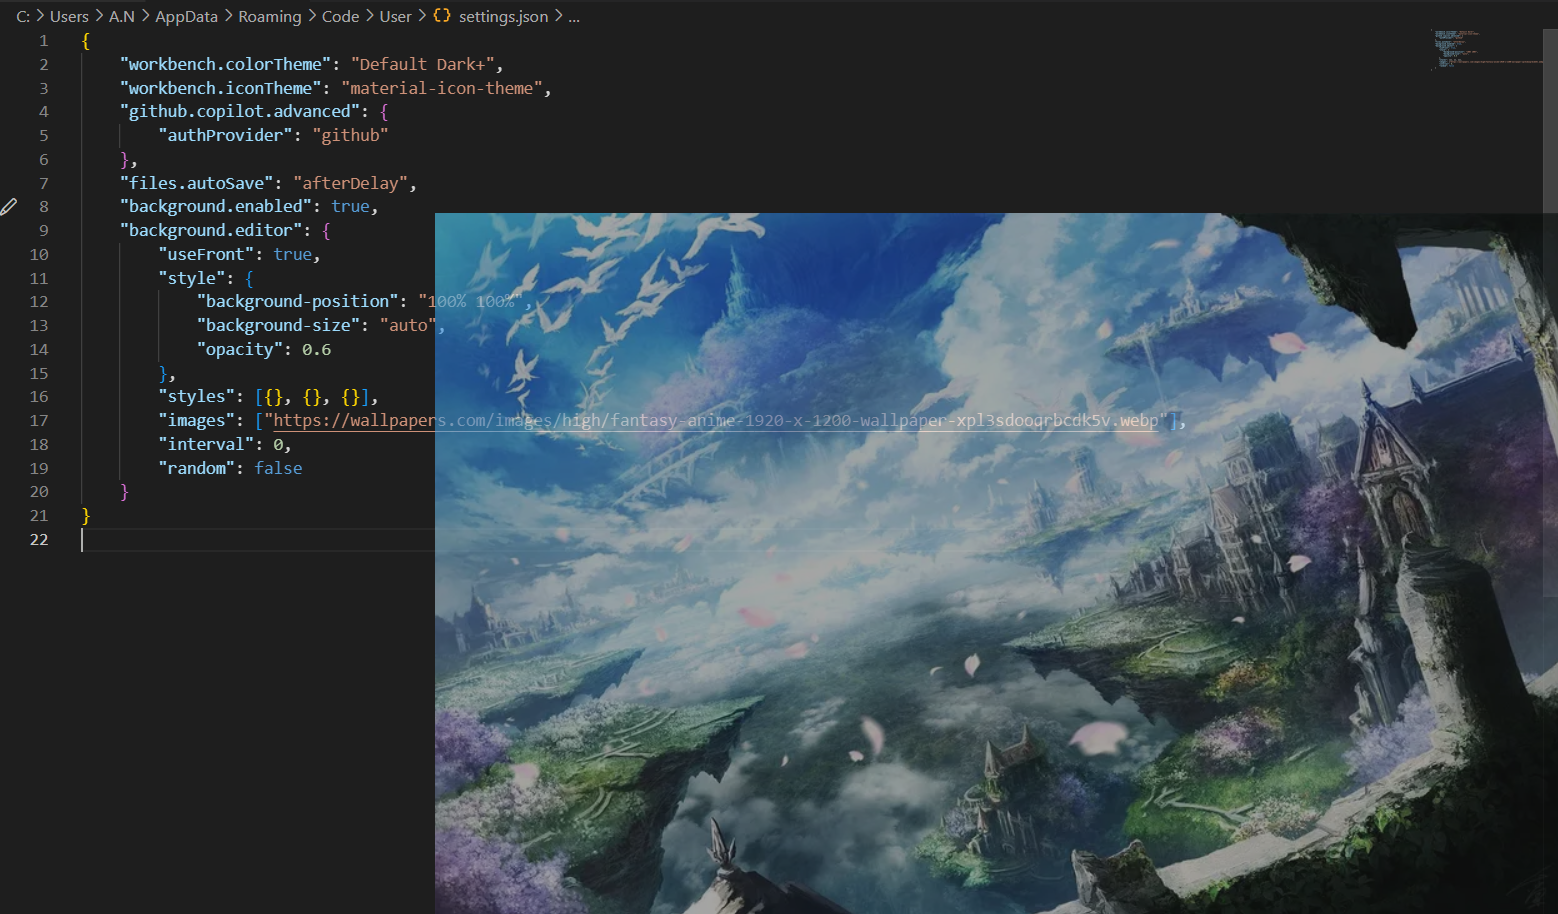 C: > Users > A.N > AppData > Roaming > Code > User > {} settings.json > ...
1 {
2 "workbench.colorTheme": "Default Dark+",
3 "workbench.iconTheme": "material-icon-theme",
4 "github.copilot.advanced": {
5 "authProvider": "github"
6 },
7 "files.autoSave": "afterDelay",
8 "background.enabled": true,
9 "background.editor": {
10 "useFront": true,
11 "style": {
12 "background-position": "100% 100%",
13 "background-size": "auto",
14 "opacity": 0.6
15 },
16 "styles": [{}, {}, {}],
17 "images": ["https://wallpapers.com/images/high/fantasy-anime-1920-x-1200-wallpaper-xpl3sdooqrbcdk5v.webp"],
18 "interval": 0,
19 "random": false
20 }
21 }
22